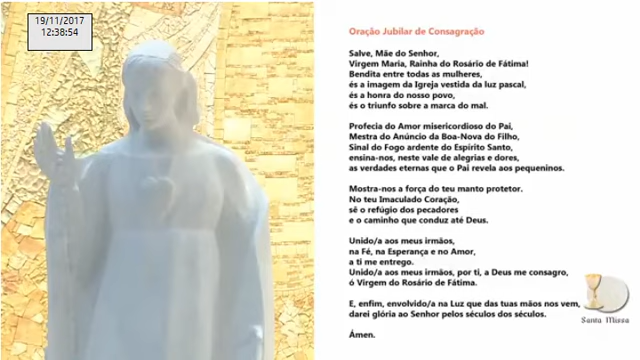 19/11/2017
12:38:54
Oração Jubilar de Consagração
Salve, Mãe do Senhor,
Virgem Maria, Rainha do Rosário de Fátima!
Bendita entre todas as mulheres,
és a imagem da Igreja vestida da luz pascal,
és a honra do nosso povo,
és o triunfo sobre a marca do mal.
Profecia do Amor misericordioso do Pai,
Mestra do Anúncio da Boa-Nova do Filho,
Sinal do Fogo ardente do Espírito Santo,
ensina-nos, neste vale de alegrias e dores,
as verdades eternas que o Pai revela aos pequeninos.
Mostra-nos a força do teu manto protetor.
No teu Imaculado Coração,
sê o refúgio dos pecadores
e o caminho que conduz até Deus.
Unido/a aos meus irmãos,
na Fé, na Esperança e no Amor,
a ti me entrego.
Unido/a aos meus irmãos, por ti, a Deus me consagro,
ó Virgem do Rosário de Fátima.
E, enfim, envolvido/a na Luz que das tuas mãos nos vem,
darei glória ao Senhor pelos séculos dos séculos.
Ámen.
Santa Missa